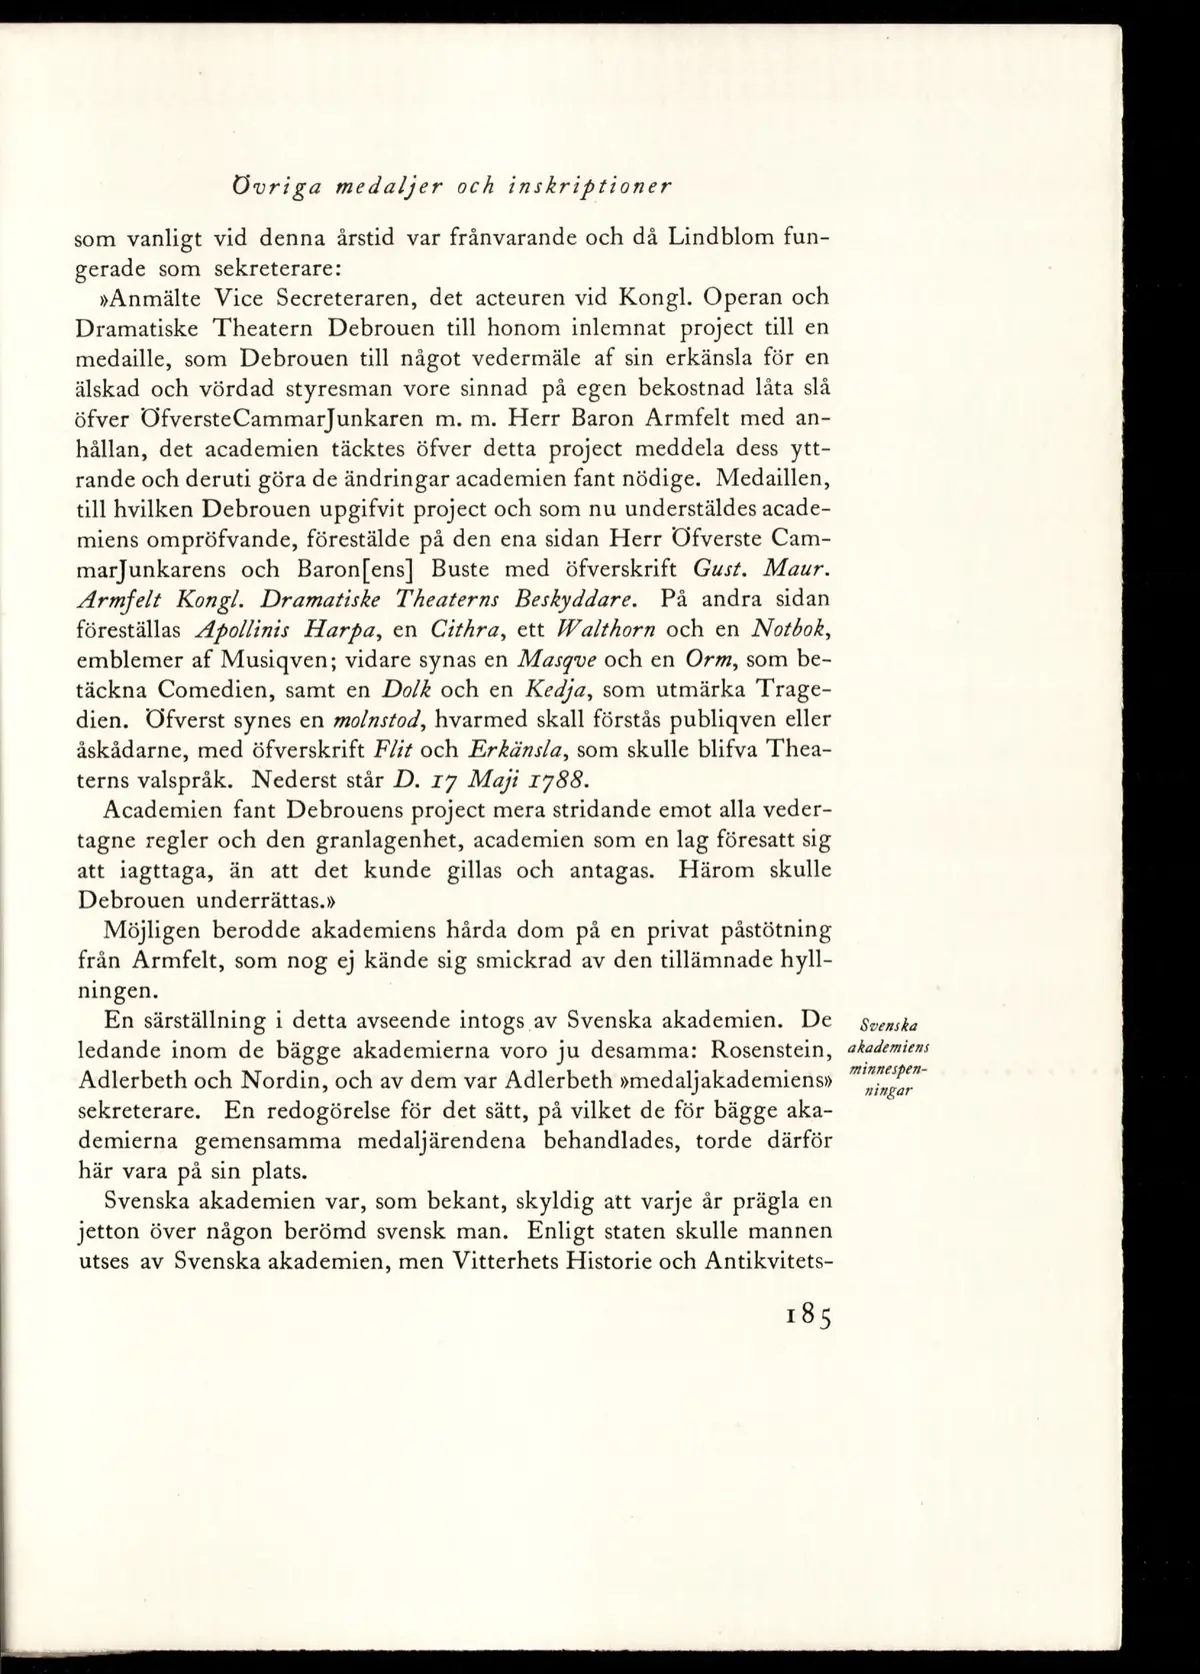 Övriga medaljer och inskriptioner
som vanligt vid denna årstid var frånvarande och då Lindblom fun-
gerade som sekreterare:
»Anmälte Vice Secreteraren, det acteuren vid Kongl. Operan och
Dramatiske Theatern Debrouen till honom inlemnat project till en
medaille, som Debrouen till något vedermäle af sin erkänsla för en
älskad och vördad styresman vore sinnad på egen bekostnad låta slå
öfver ÖfversteCammarJunkaren m. m. Herr Baron Armfelt med an-
hållan, det academien täcktes öfver detta project meddela dess ytt-
rande och deruti göra de ändringar academien fant nödige. Medaillen,
till hvilken Debrouen upgifvit project och som nu understäldes acade-
miens ompröfvande, förestälde på den ena sidan Herr Öfverste Cam-
marJunkarens och Baron[ens] Buste med öfverskrift Gust. Maur.
Armfelt Kongl. Dramatiske Theaterns Beskyddare. På andra sidan
föreställas Apollinis Harpa, en Cithra, ett Walthorn och en Notbok,
emblemer af Musiqven; vidare synas en Masqve och en Orm, som be-
täckna Comedien, samt en Dolk och en Kedja, som utmärka Trage-
dien. Öfverst synes en molnstod, hvarmed skall förstås publiqven eller
åskådarne, med öfverskrift Flit och Erkänsla, som skulle blifva Thea-
terns valspråk. Nederst står D. 17 Maji 1788.
Academien fant Debrouens project mera stridande emot alla veder-
tagne regler och den granlagenhet, academien som en lag föresatt sig
att iagttaga, än att det kunde gillas och antagas. Härom skulle
Debrouen underrättas.»
Möjligen berodde akademiens hårda dom på en privat påstötning
från Armfelt, som nog ej kände sig smickrad av den tillämnade hyll-
ningen.
En särställning i detta avseende intogs av Svenska akademien. De
ledande inom de bägge akademierna voro ju desamma: Rosenstein,
Adlerbeth och Nordin, och av dem var Adlerbeth »medaljakademiens»
sekreterare. En redogörelse för det sätt, på vilket de för bägge aka-
demierna gemensamma medaljärendena behandlades, torde därför
här vara på sin plats.
Svenska
akademiens
minnespen-
ningar
Svenska akademien var, som bekant, skyldig att varje år prägla en
jetton över någon berömd svensk man. Enligt staten skulle mannen
utses av Svenska akademien, men Vitterhets Historie och Antikvitets-
185